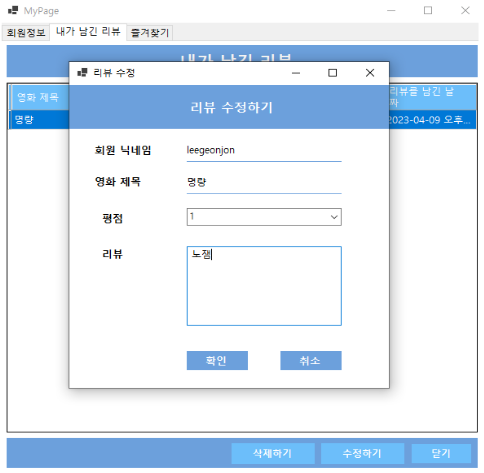 MyPage
회원정보 내가 남긴 리뷰 즐겨찾기
내가 남긴 리뷰
영화 제목
리뷰를 남긴 날
짜
명량
2023-04-09 오후...
리뷰 수정
리뷰 수정하기
회원 닉네임 leegeonjon
영화 제목 명량
평점 1
리뷰 노잼
확인 취소
삭제하기 수정하기 닫기